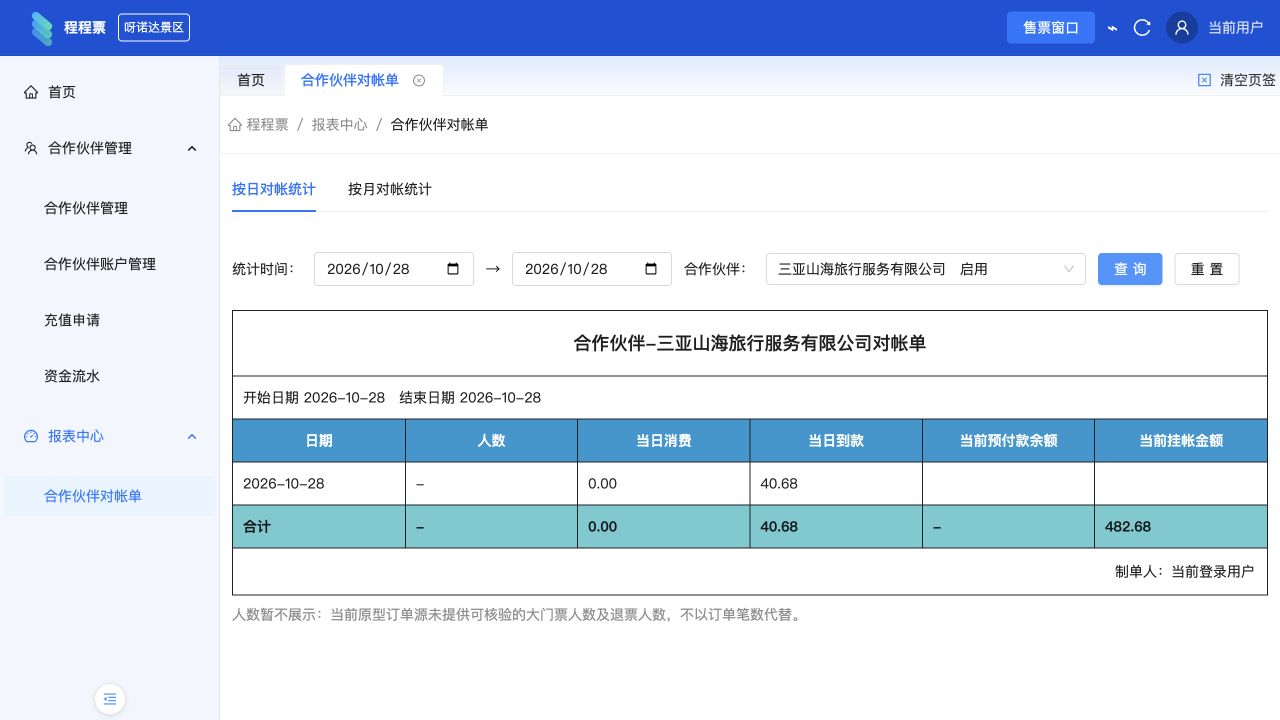 程程票 呀诺达景区 售票窗口 当前用户
首页
合作伙伴管理
合作伙伴管理
合作伙伴账户管理
充值申请
资金流水
报表中心
合作伙伴对帐单
首页 合作伙伴对帐单 清空页签
程程票 / 报表中心 / 合作伙伴对帐单
按日对帐统计 按月对帐统计
统计时间： 2026/10/28 → 2026/10/28 合作伙伴： 三亚山海旅行服务有限公司 启用 查 询 重 置
合作伙伴-三亚山海旅行服务有限公司对帐单
开始日期 2026-10-28 结束日期 2026-10-28
日期 人数 当日消费 当日到款 当前预付款余额 当前挂帐金额
2026-10-28 - 0.00 40.68
合计 - 0.00 40.68 - 482.68
制单人：当前登录用户
人数暂不展示：当前原型订单源未提供可核验的大门票人数及退票人数，不以订单笔数代替。